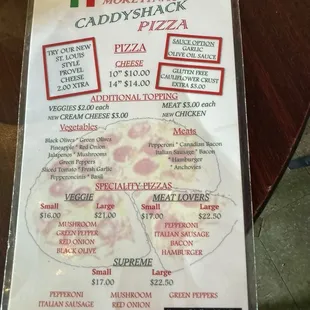 CADDYSHACK
PIZZA
TRY OUR NEW
ST. LOUIS
STYLE
PROVEL
CHEESE
2.00 XTRA
PIZZA
CHEESE
10" $10.00
14" $14.00
SAUCE OPTION
GARLIC
OLIVE OIL SAUCE
GLUTEN FREE
CAULIFLOWER CRUST
EXTRA $5.00
ADDITIONAL TOPPING
VEGGIES $2.00 each
NEW CREAM CHEESE $3.00
MEAT $3.00 each
NEW CHICKEN
Vegetables
Black Olives * Green Olives
Pineapple * Red Onion
Jalapenos * Mushrooms
Green Peppers
Sliced Tomato * Fresh Garlic
Pepperoncinis * Basil
Meats
Pepperoni * Canadian Bacon
Italian Sausage * Bacon
* Hamburger
* Anchovies
SPECIALITY PIZZAS
VEGGIE
Small Large
$16.00 $21.00
MUSHROOM
GREEN PEPPER
RED ONION
BLACK OLIVE
MEAT LOVERS
Small Large
$17.00 $22.50
PEPPERONI
ITALIAN SAUSAGE
BACON
HAMBURGER
SUPREME
Small Large
$17.00 $22.50
PEPPERONI MUSHROOM GREEN PEPPERS
ITALIAN SAUSAGE RED ONION